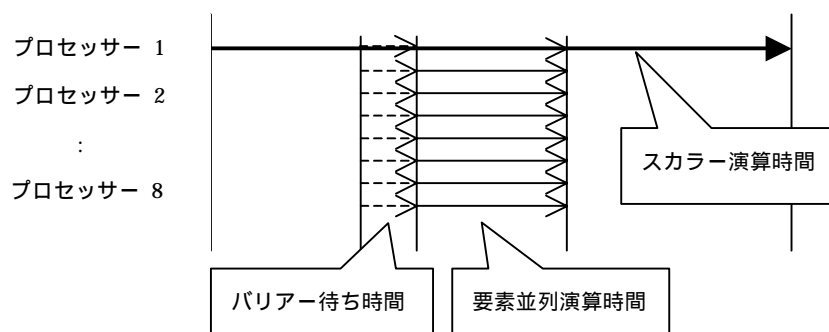 プロセッサー 1
プロセッサー 2
:
プロセッサー 8
スカラー演算時間
バリアー待ち時間
要素並列演算時間